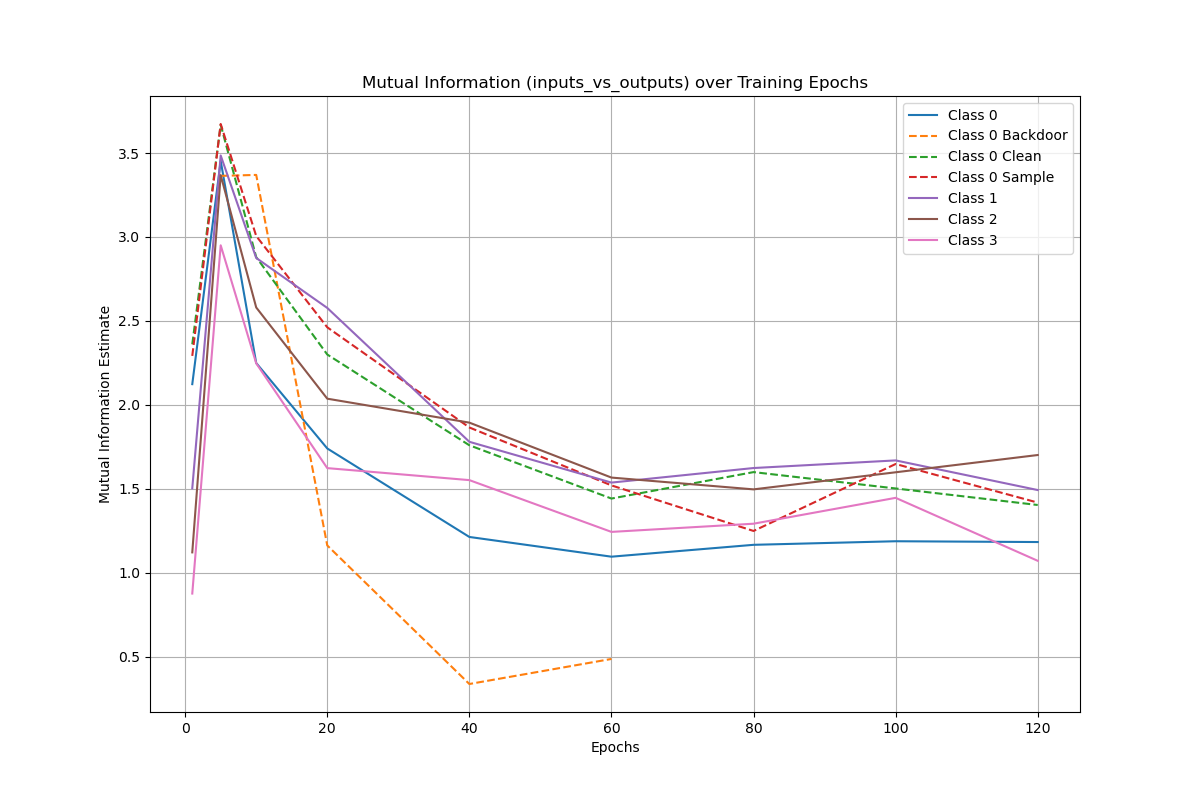 Mutual Information (inputs_vs_outputs) over Training Epochs
Class 0
Class 0 Backdoor
Class 0 Clean
Class 0 Sample
Class 1
Class 2
Class 3
Mutual Information Estimate
3.5
3.0
2.5
2.0
1.5
1.0
0.5
0 20 40 60 80 100 120
Epochs